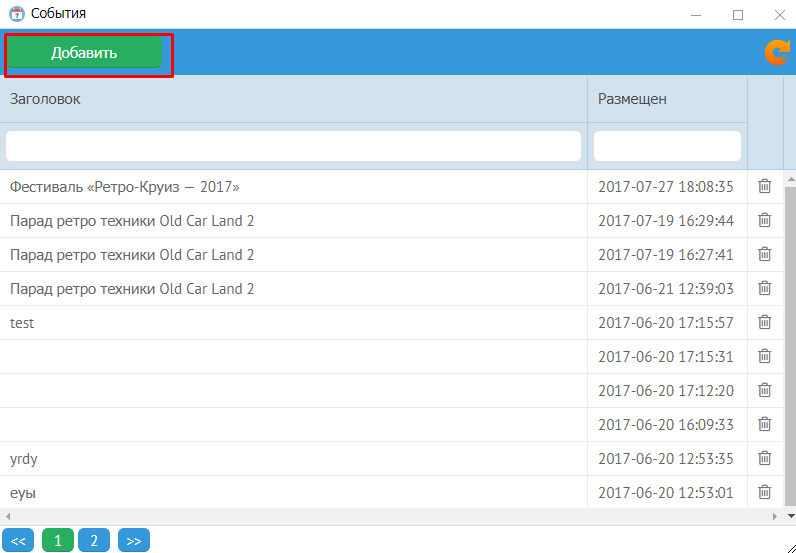 События
Добавить
Заголовок Размещен
Фестиваль «Ретро-Круиз — 2017» 2017-07-27 18:08:35
Парад ретро техники Old Car Land 2 2017-07-19 16:29:44
Парад ретро техники Old Car Land 2 2017-07-19 16:27:41
Парад ретро техники Old Car Land 2 2017-06-21 12:39:03
test 2017-06-20 17:15:57
2017-06-20 17:15:31
2017-06-20 17:12:20
2017-06-20 16:09:33
yrdy 2017-06-20 12:53:35
еуы 2017-06-20 12:53:01
<< 1 2 >>